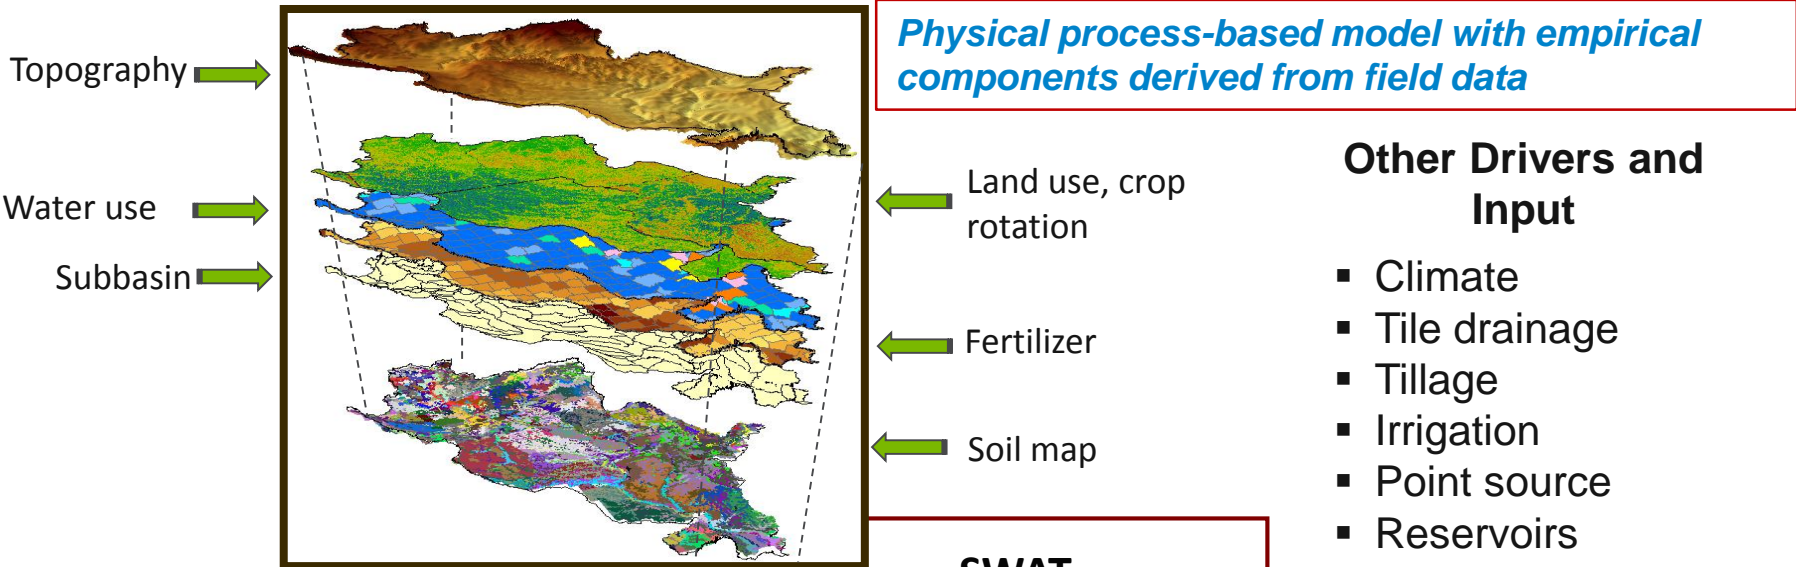 Physical process-based model with empirical
components derived from field data
Topography
Water use
Subbasin
Land use, crop
rotation
Fertilizer
Soil map
Other Drivers and
Input
▪ Climate
▪ Tile drainage
▪ Tillage
▪ Irrigation
▪ Point source
▪ Reservoirs
SWAT